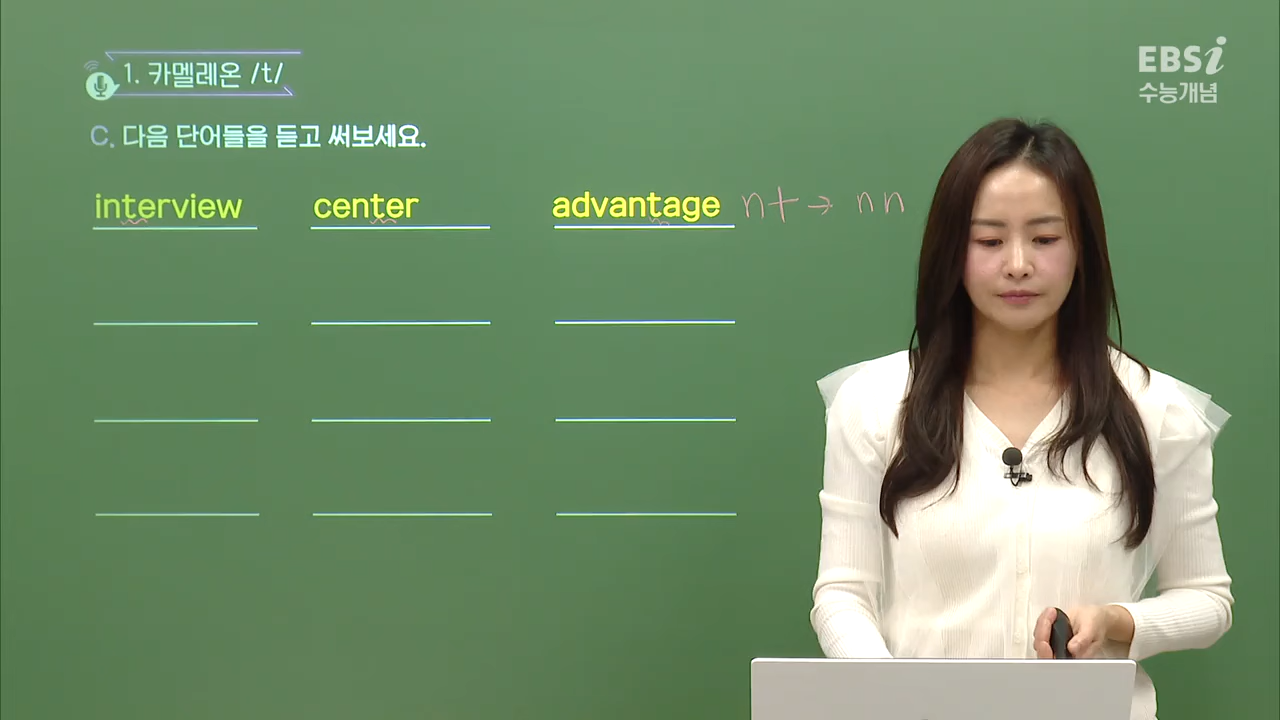 1. 카멜레온 /t/
EBSi
수능개념
C. 다음 단어들을 듣고 써보세요.
interview center advantage nt → nn